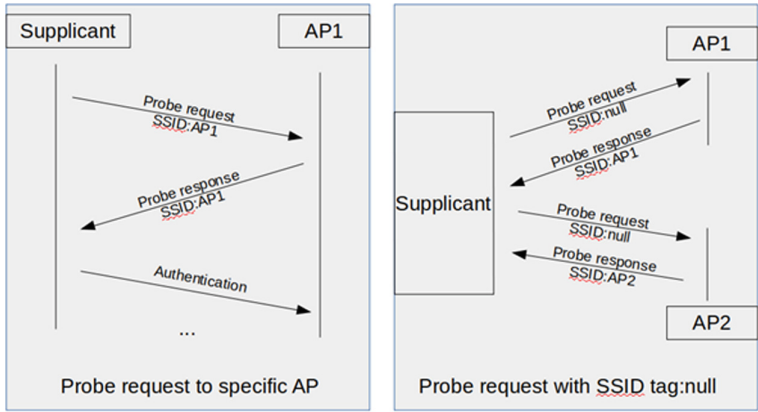 Supplicant
AP1
Probe request
SSID:AP1
Probe response
SSID:AP1
Authentication
...
Probe request to specific AP
AP1
Probe request
SSID:null
Probe response
SSID:AP1
Supplicant
Probe request
SSID:null
Probe response
SSID:AP2
AP2
Probe request with SSID tag:null